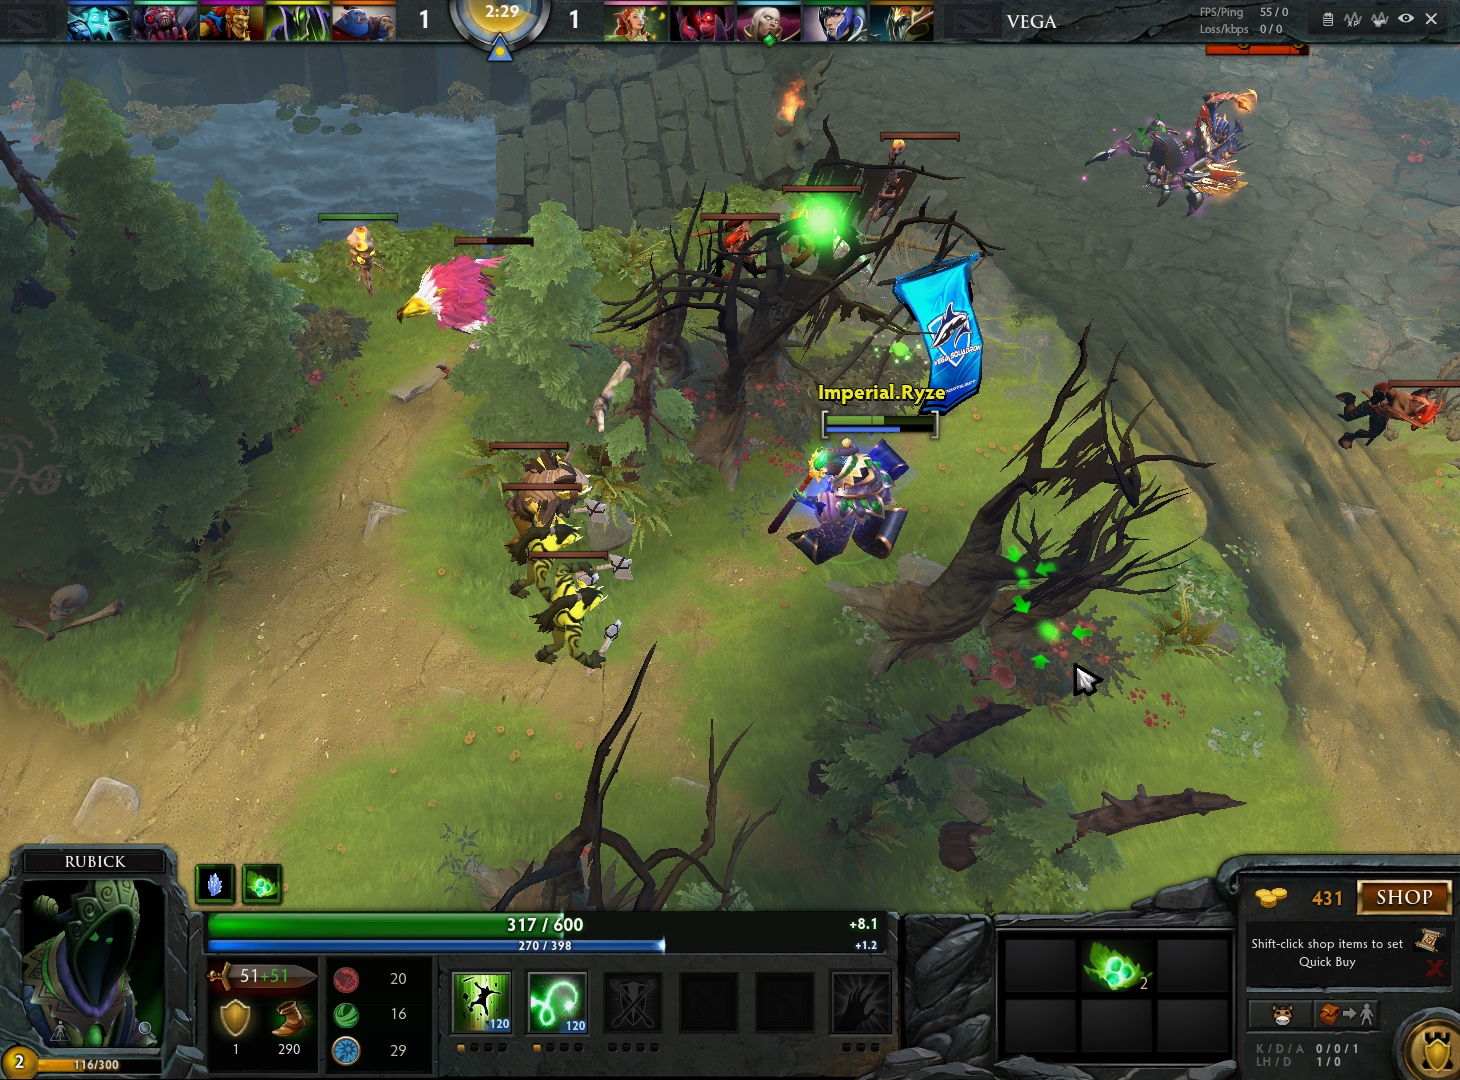 1
2:29
1
VEGA
FPS/Ping 55 / 0
Loss/kbps 0 / 0
VEGA SQUADRON
Imperial.Ryze
RUBICK
317 / 600
+8.1
270 / 398
+1.2
51+51
20
16
1
290
29
120
120
2
2
116/300
431
SHOP
Shift-click shop items to set
Quick Buy
K / D / A 0 / 0 / 1
LH / D 1 / 0